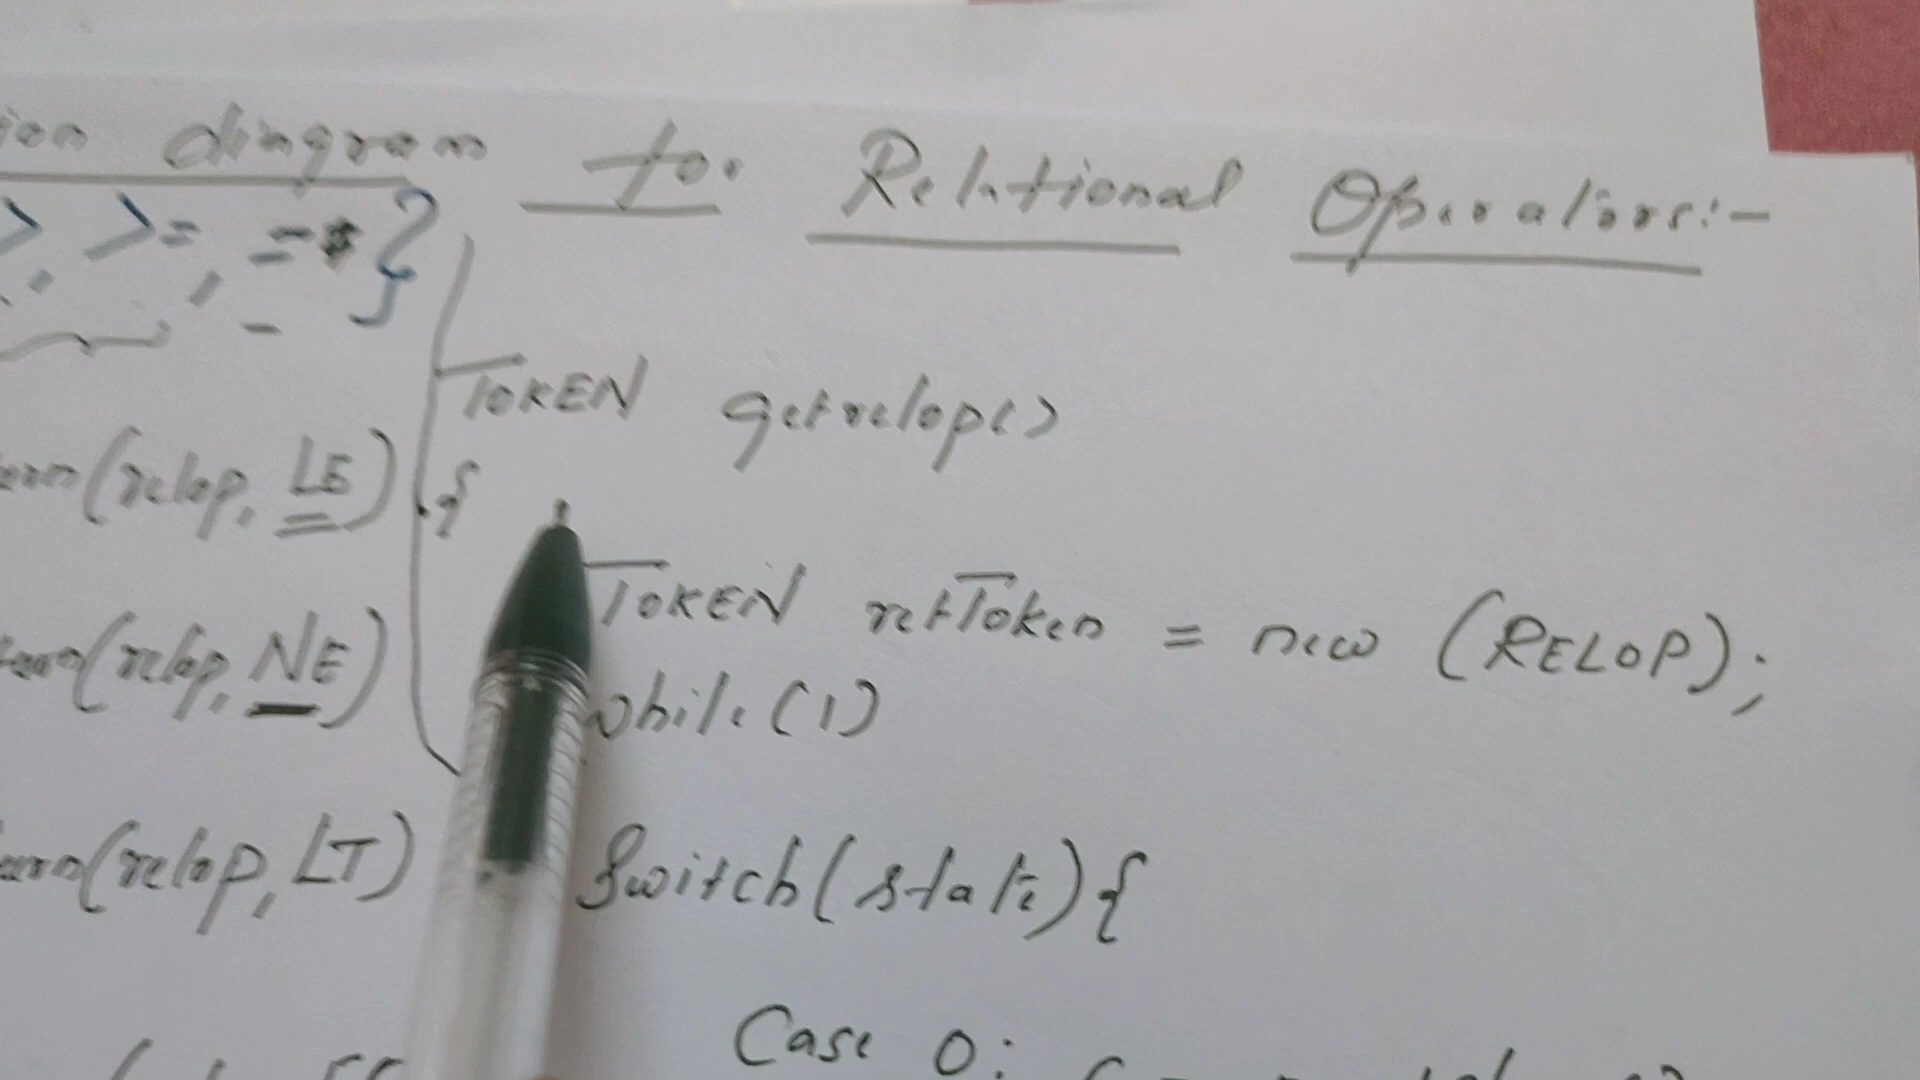 ion diagram for Relational Operators:-
>, >=, =}
TOKEN getrelop()
(relop, LE) {
TOKEN retToken = new (RELOP);
(relop, NE) while(1)
(relop, LT) Switch(state){
Case 0: